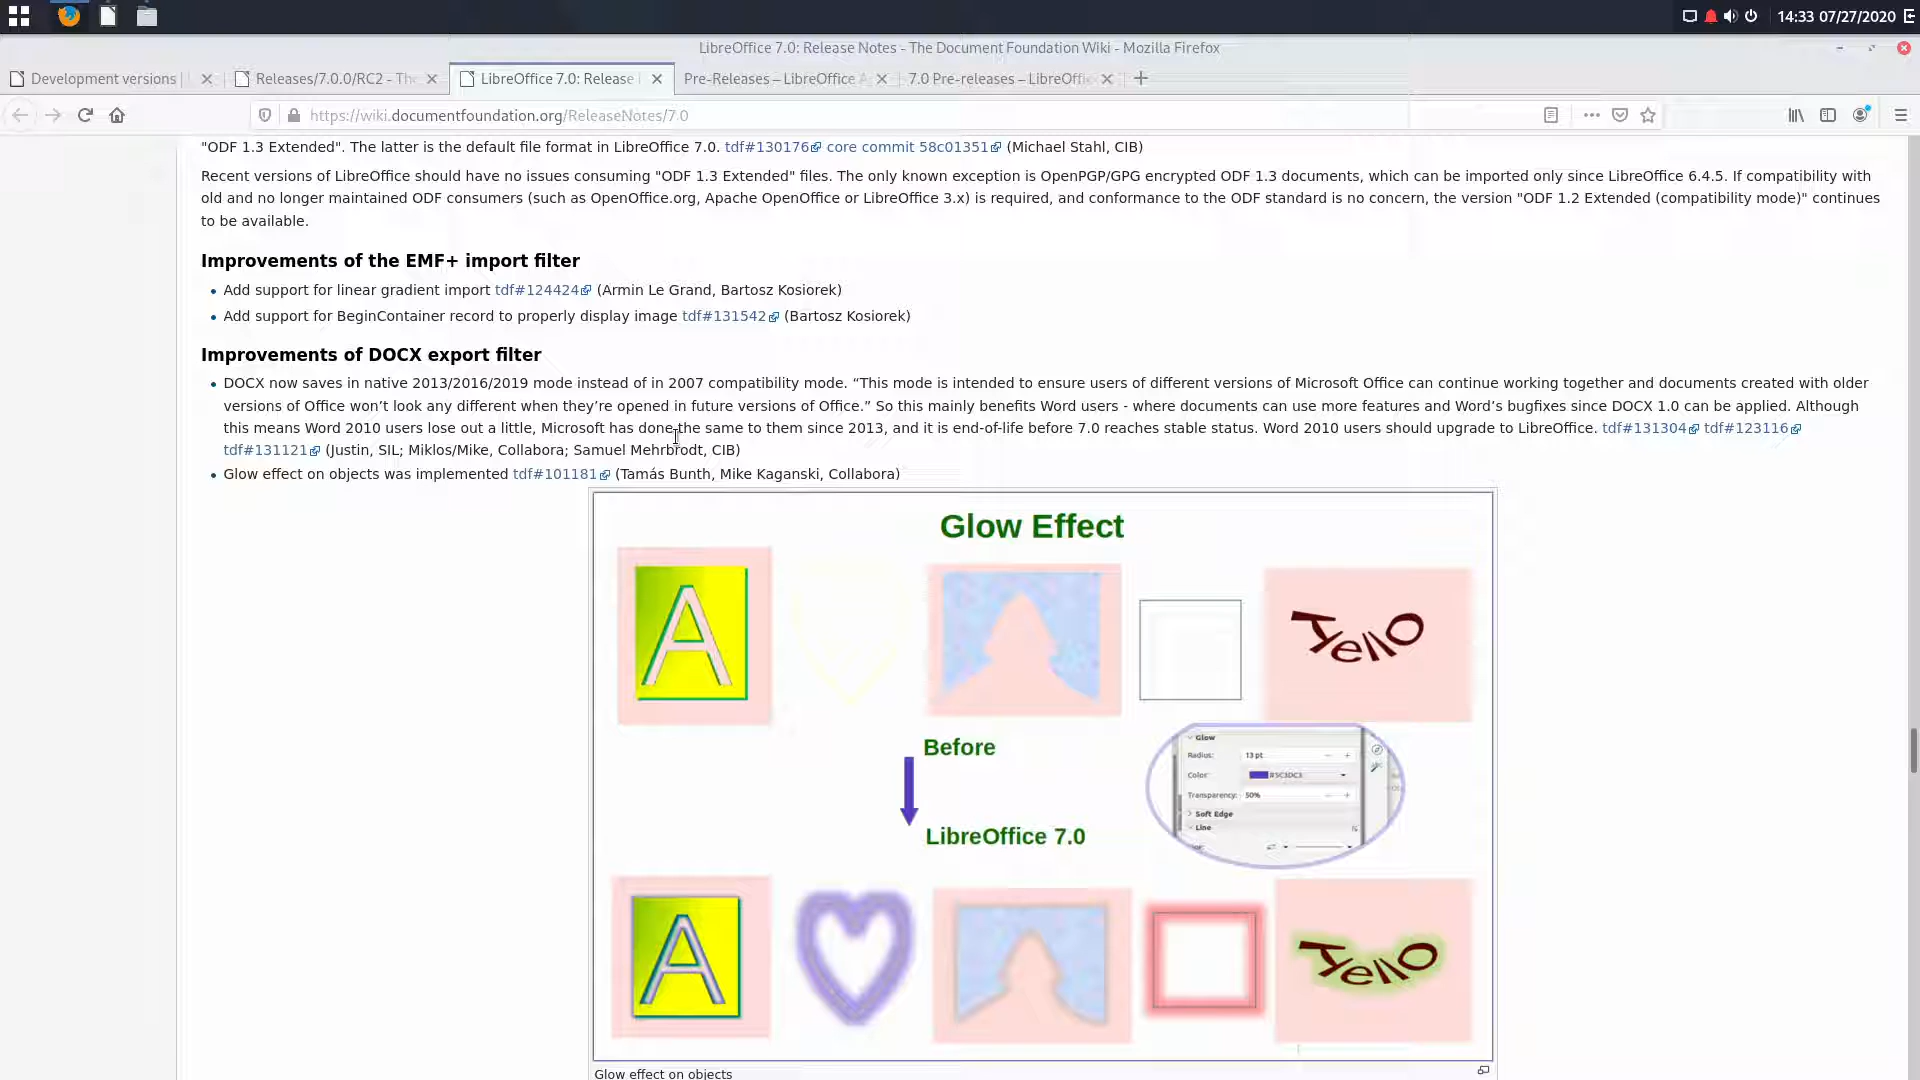 14:33 07/27/2020
LibreOffice 7.0: Release Notes - The Document Foundation Wiki - Mozilla Firefox
Development versions |
Releases/7.0.0/RC2 - The
LibreOffice 7.0: Release
Pre-Releases – LibreOffice
7.0 Pre-releases – LibreOffic
https://wiki.documentfoundation.org/ReleaseNotes/7.0
"ODF 1.3 Extended". The latter is the default file format in LibreOffice 7.0. tdf#130176 core commit 58c01351 (Michael Stahl, CIB)
Recent versions of LibreOffice should have no issues consuming "ODF 1.3 Extended" files. The only known exception is OpenPGP/GPG encrypted ODF 1.3 documents, which can be imported only since LibreOffice 6.4.5. If compatibility with
old and no longer maintained ODF consumers (such as OpenOffice.org, Apache OpenOffice or LibreOffice 3.x) is required, and conformance to the ODF standard is no concern, the version "ODF 1.2 Extended (compatibility mode)" continues
to be available.
Improvements of the EMF+ import filter
• Add support for linear gradient import tdf#124424 (Armin Le Grand, Bartosz Kosiorek)
• Add support for BeginContainer record to properly display image tdf#131542 (Bartosz Kosiorek)
Improvements of DOCX export filter
• DOCX now saves in native 2013/2016/2019 mode instead of in 2007 compatibility mode. “This mode is intended to ensure users of different versions of Microsoft Office can continue working together and documents created with older
versions of Office won’t look any different when they’re opened in future versions of Office.” So this mainly benefits Word users - where documents can use more features and Word’s bugfixes since DOCX 1.0 can be applied. Although
this means Word 2010 users lose out a little, Microsoft has done the same to them since 2013, and it is end-of-life before 7.0 reaches stable status. Word 2010 users should upgrade to LibreOffice. tdf#131304 tdf#123116
tdf#131121 (Justin, SIL; Miklos/Mike, Collabora; Samuel Mehrbrodt, CIB)
• Glow effect on objects was implemented tdf#101181 (Tamás Bunth, Mike Kaganski, Collabora)
Glow Effect
A
Hello
Before
Glow
Radius: 13 pt
Color: #5C3DC3
Transparency: 50%
Soft Edge
Line
LibreOffice 7.0
A
Hello
Glow effect on objects